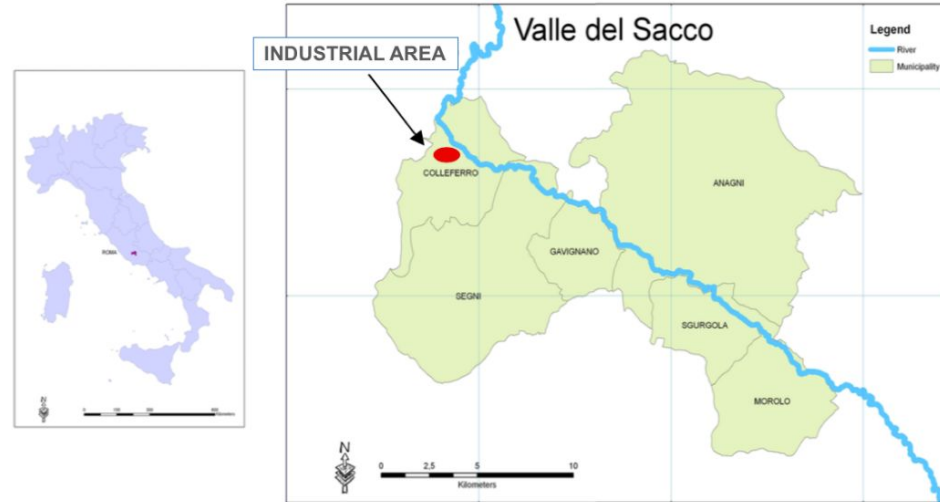 Valle del Sacco
INDUSTRIAL AREA
Legend
River
Municipality
COLLEFERRO
ANAGNI
GAVIGNANO
SEGNI
SGURGOLA
MOROLO
N
0 2,5 5 10
Kilometers
ROMA
N
Kilometers